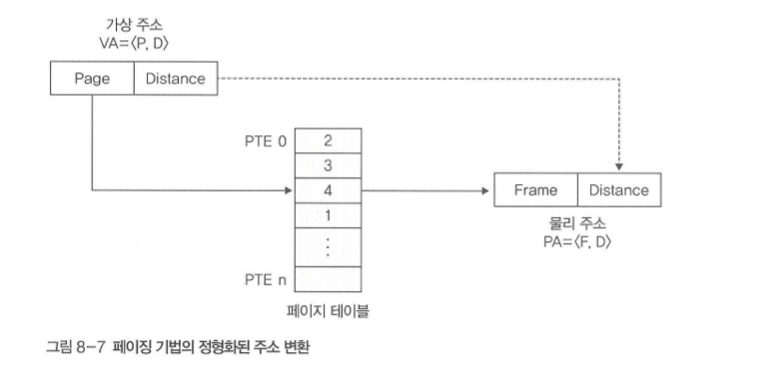 가상 주소
VA=⟨P, D⟩
Page Distance
PTE 0 2
3
4
Frame Distance
1
물리 주소
PA=⟨F, D⟩
⋮
PTE n
페이지 테이블
그림 8-7 페이징 기법의 정형화된 주소 변환